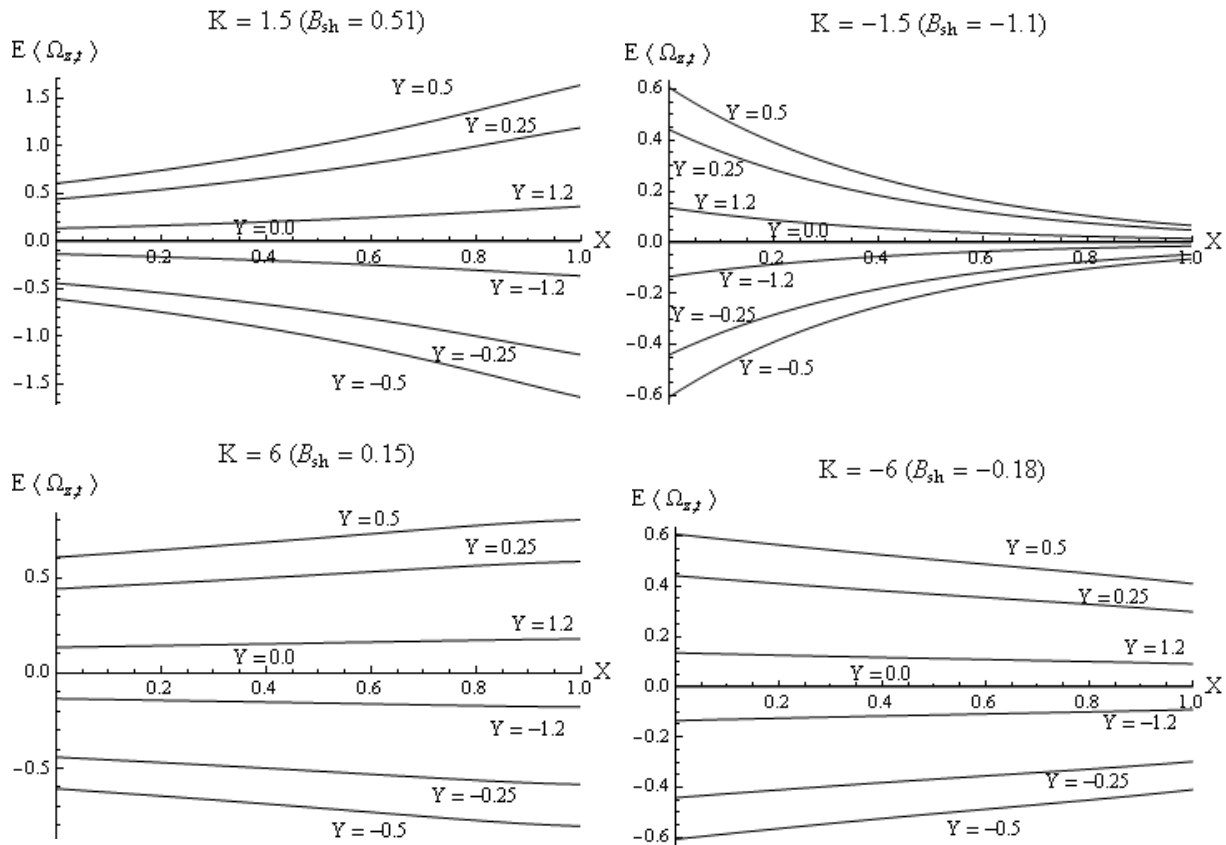 K = 1.5 (B_sh = 0.51)
E ⟨Ω_z,t⟩
1.5
1.0
0.5
0.0
-0.5
-1.0
-1.5
0.2
0.4
0.6
0.8
1.0
X
Y = 0.5
Y = 0.25
Y = 1.2
Y = 0.0
Y = −1.2
Y = −0.25
Y = −0.5
K = −1.5 (B_sh = −1.1)
E ⟨Ω_z,t⟩
0.6
0.4
0.2
0.0
-0.2
-0.4
-0.6
0.2
0.4
0.6
0.8
1.0
X
Y = 0.5
Y = 0.25
Y = 1.2
Y = 0.0
Y = −1.2
Y = −0.25
Y = −0.5
K = 6 (B_sh = 0.15)
E ⟨Ω_z,t⟩
0.5
0.0
-0.5
0.2
0.4
0.6
0.8
1.0
X
Y = 0.5
Y = 0.25
Y = 1.2
Y = 0.0
Y = −1.2
Y = −0.25
Y = −0.5
K = −6 (B_sh = −0.18)
E ⟨Ω_z,t⟩
0.6
0.4
0.2
0.0
-0.2
-0.4
-0.6
0.2
0.4
0.6
0.8
1.0
X
Y = 0.5
Y = 0.25
Y = 1.2
Y = 0.0
Y = −1.2
Y = −0.25
Y = −0.5